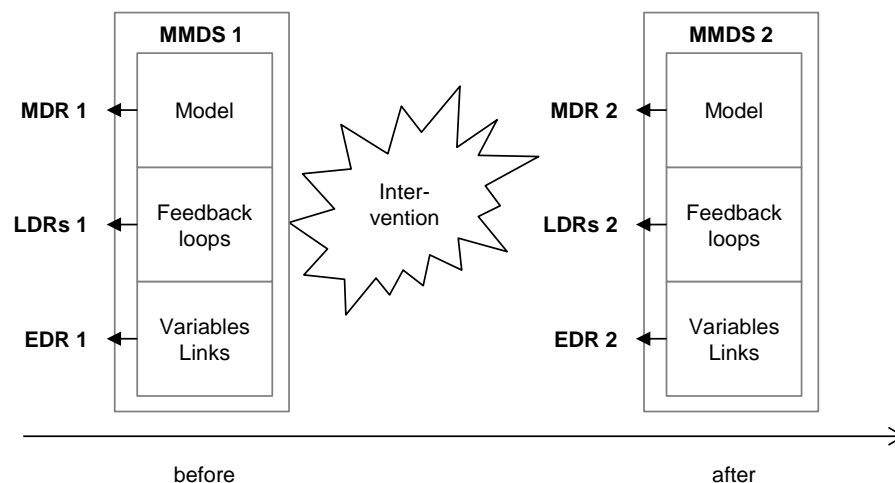 MMDS 1
MMDS 2
MDR 1
Model
MDR 2
Model
Inter-
vention
LDRs 1
Feedback
loops
LDRs 2
Feedback
loops
EDR 1
Variables
Links
EDR 2
Variables
Links
before
after